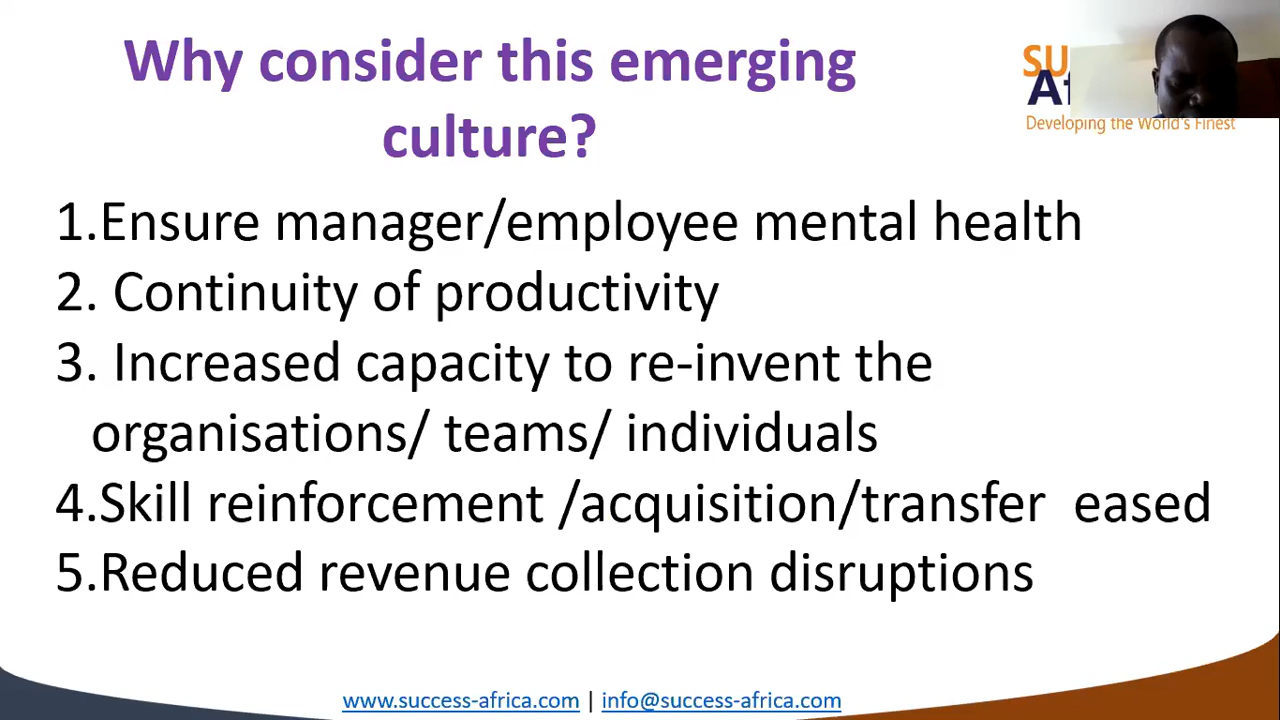 Why consider this emerging
culture?
SU
Af
Developing the World's Finest
1.Ensure manager/employee mental health
2. Continuity of productivity
3. Increased capacity to re-invent the
organisations/ teams/ individuals
4.Skill reinforcement /acquisition/transfer  eased
5.Reduced revenue collection disruptions
www.success-africa.com | info@success-africa.com